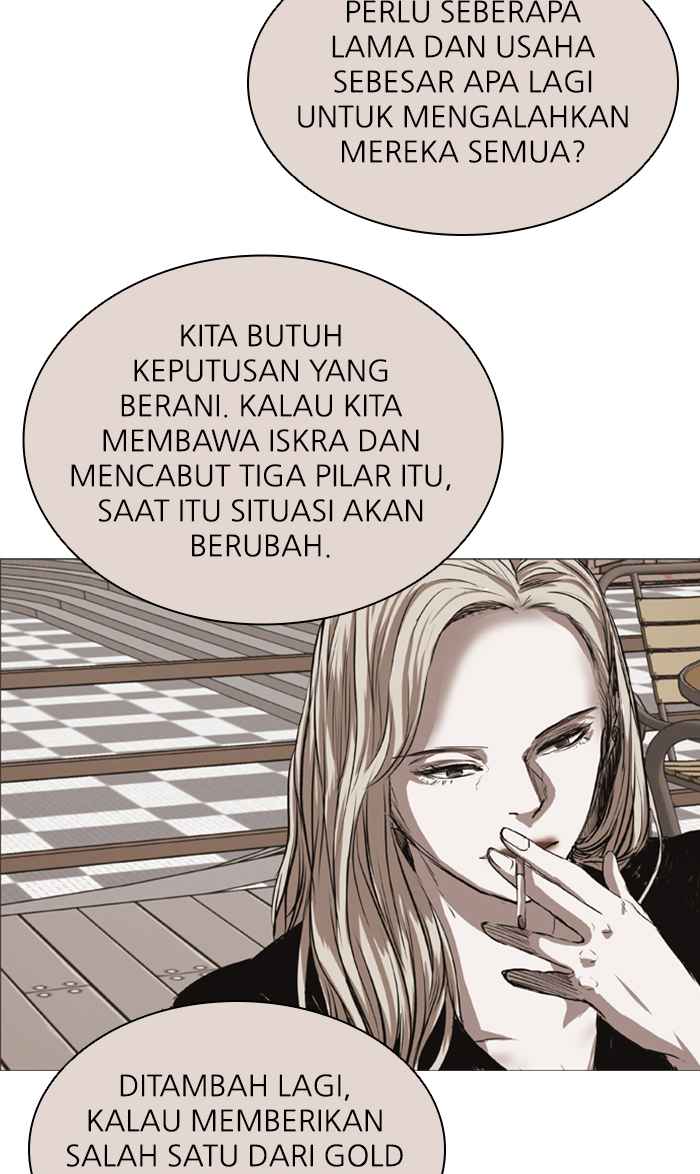 PERLU SEBERAPA
LAMA DAN USAHA
SEBESAR APA LAGI
UNTUK MENGALAHKAN
MEREKA SEMUA?
KITA BUTUH
KEPUTUSAN YANG
BERANI. KALAU KITA
MEMBAWA ISKRA DAN
MENCABUT TIGA PILAR ITU,
SAAT ITU SITUASI AKAN
BERUBAH.
DITAMBAH LAGI,
KALAU MEMBERIKAN
SALAH SATU DARI GOLD